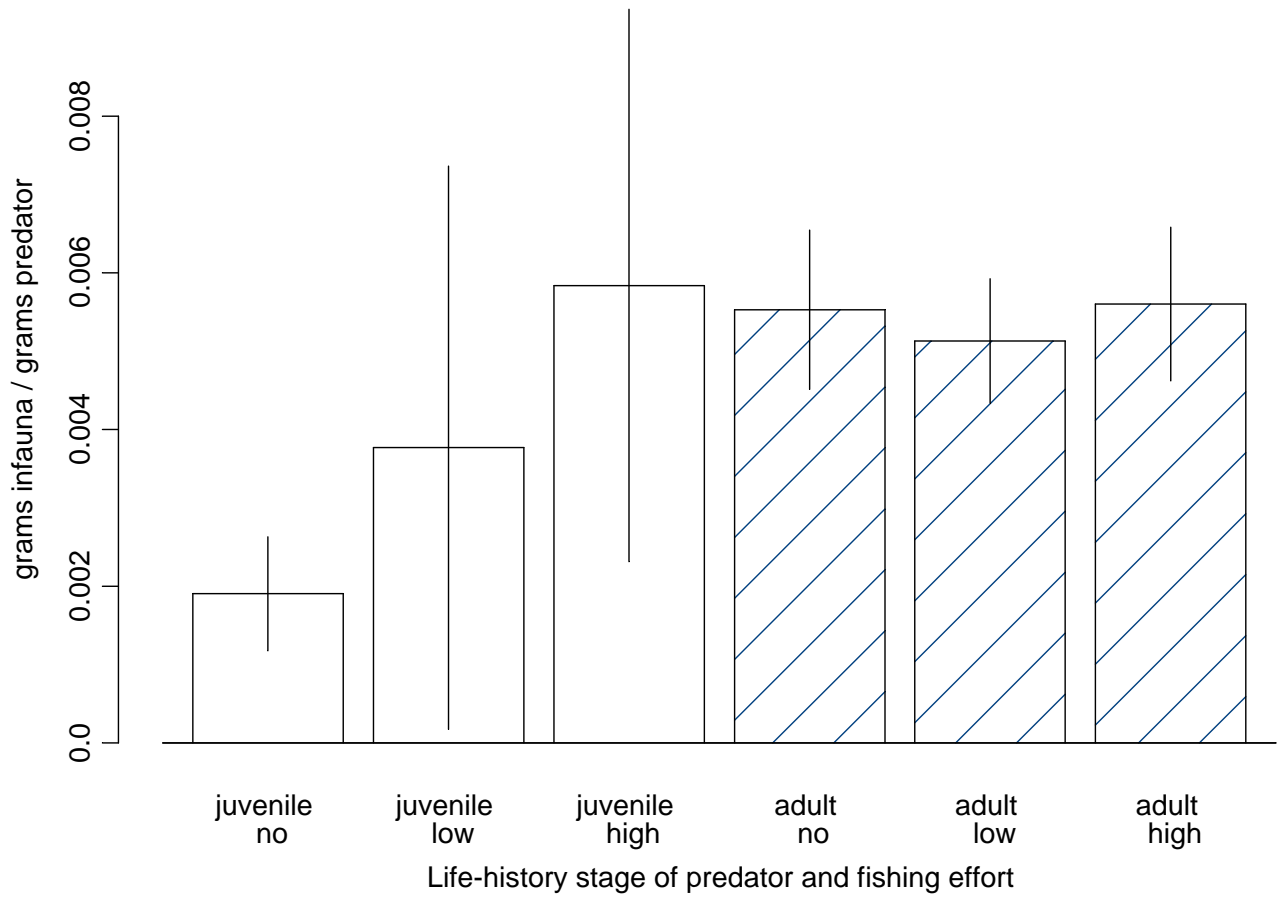 grams infauna / grams predator
0.008
0.006
0.004
0.002
0.0
juvenile juvenile juvenile adult adult adult
no low high no low high
Life-history stage of predator and fishing effort